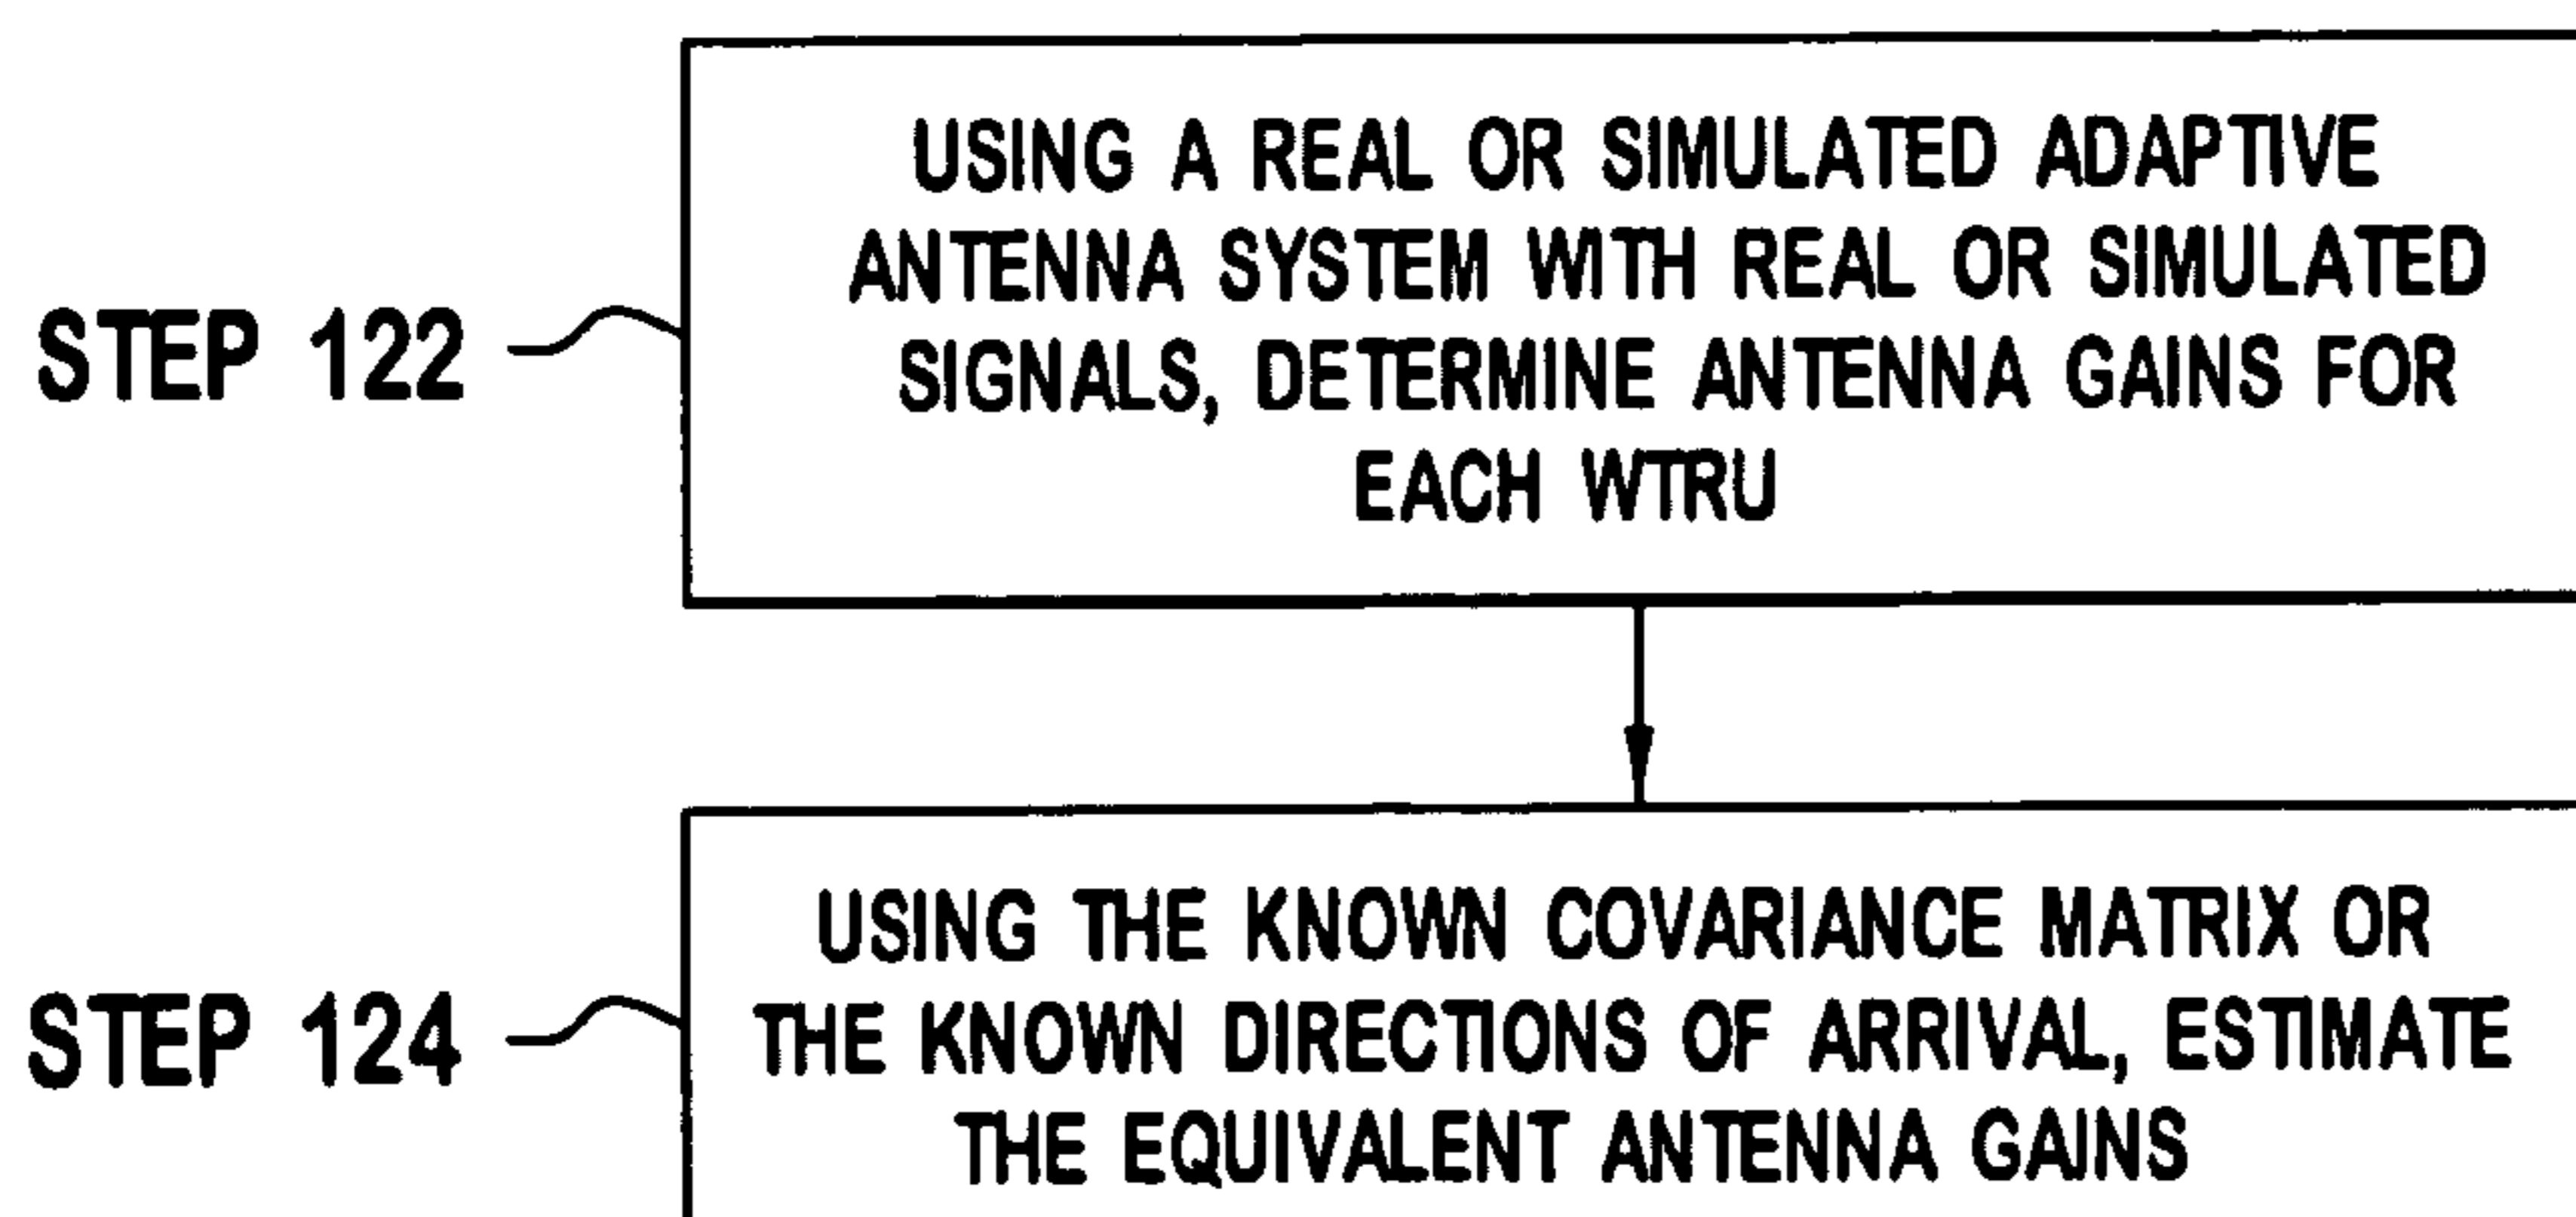 USING A REAL OR SIMULATED ADAPTIVE
ANTENNA SYSTEM WITH REAL OR SIMULATED
SIGNALS, DETERMINE ANTENNA GAINS FOR
EACH WTRU
STEP 122
USING THE KNOWN COVARIANCE MATRIX OR
THE KNOWN DIRECTIONS OF ARRIVAL, ESTIMATE
THE EQUIVALENT ANTENNA GAINS
STEP 124